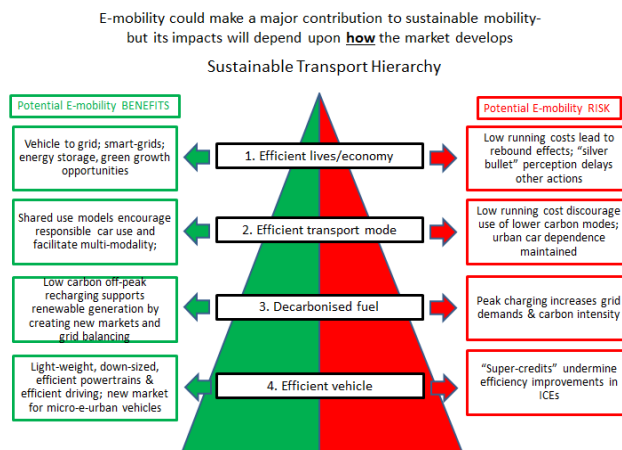 E-mobility could make a major contribution to sustainable mobility-
but its impacts will depend upon how the market develops
Sustainable Transport Hierarchy
Potential E-mobility BENEFITS
Potential E-mobility RISK
Vehicle to grid; smart-grids;
energy storage, green growth
opportunities
1. Efficient lives/economy
Low running costs lead to
rebound effects; “silver
bullet” perception delays
other actions
Shared use models encourage
responsible car use and
facilitate multi-modality;
2. Efficient transport mode
Low running cost discourage
use of lower carbon modes;
urban car dependence
maintained
Low carbon off-peak
recharging supports
renewable generation by
creating new markets and
grid balancing
3. Decarbonised fuel
Peak charging increases grid
demands & carbon intensity
Light-weight, down-sized,
efficient powertrains &
efficient driving; new market
for micro-e-urban vehicles
4. Efficient vehicle
“Super-credits” undermine
efficiency improvements in
ICEs